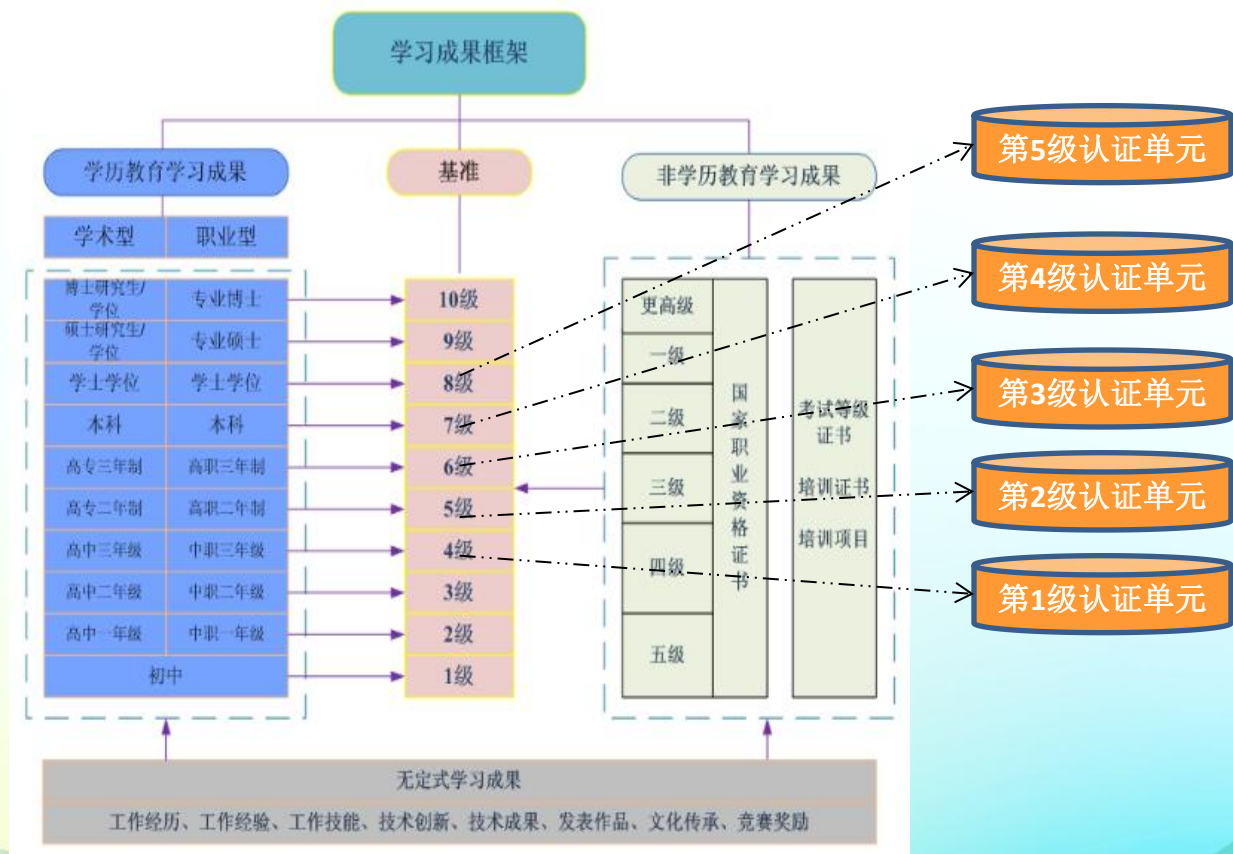 学习成果框架
学历教育学习成果
基准
非学历教育学习成果
学术型
职业型
博士研究生/
学位
专业博士
10级
硕士研究生/
学位
专业硕士
9级
学士学位
学士学位
8级
本科
本科
7级
高专三年制
高职三年制
6级
高专二年制
高职二年制
5级
高中三年级
中职三年级
4级
高中二年级
中职二年级
3级
高中一年级
中职一年级
2级
初中
1级
更高级
一级
二级
三级
四级
五级
国家职业资格证书
考试等级
证书
培训证书
培训项目
第5级认证单元
第4级认证单元
第3级认证单元
第2级认证单元
第1级认证单元
无定式学习成果
工作经历、工作经验、工作技能、技术创新、技术成果、发表作品、文化传承、竞赛奖励